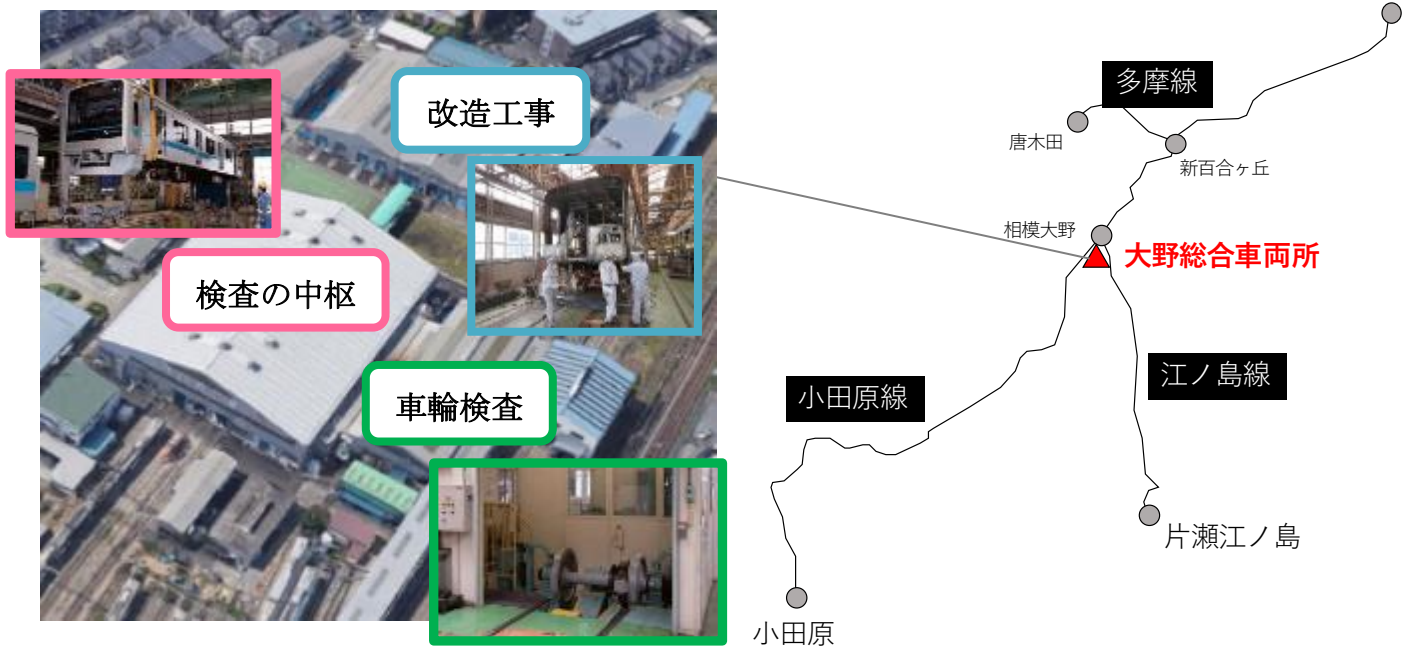 改造工事
検査の中枢
車輪検査
多摩線
唐木田
新百合ヶ丘
相模大野
大野総合車両所
江ノ島線
小田原線
片瀬江ノ島
小田原